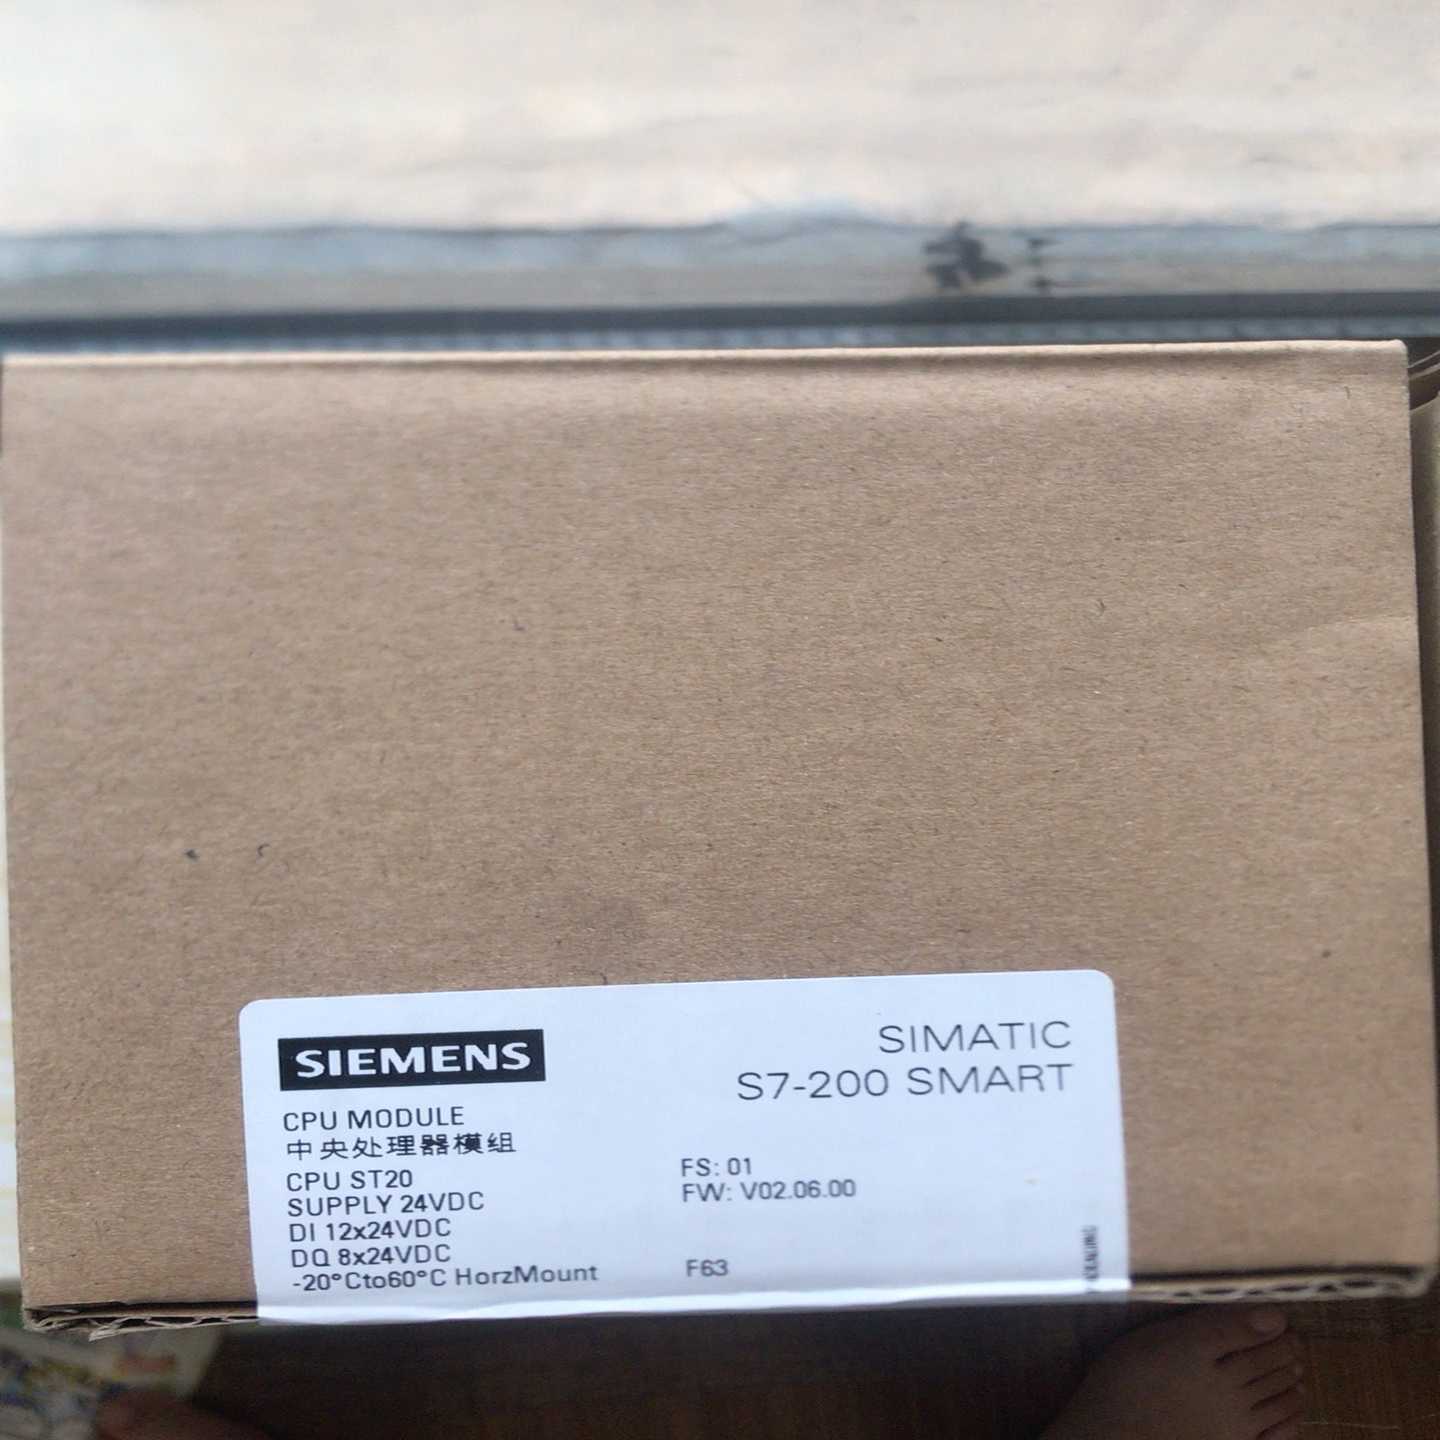 SIEMENS
SIMATIC
S7-200 SMART
CPU MODULE
中央处理器模组
CPU ST20
SUPPLY 24VDC
DI 12x24VDC
DQ 8x24VDC
-20°Cto60°C HorzMount
FS: 01
FW: V02.06.00
F63